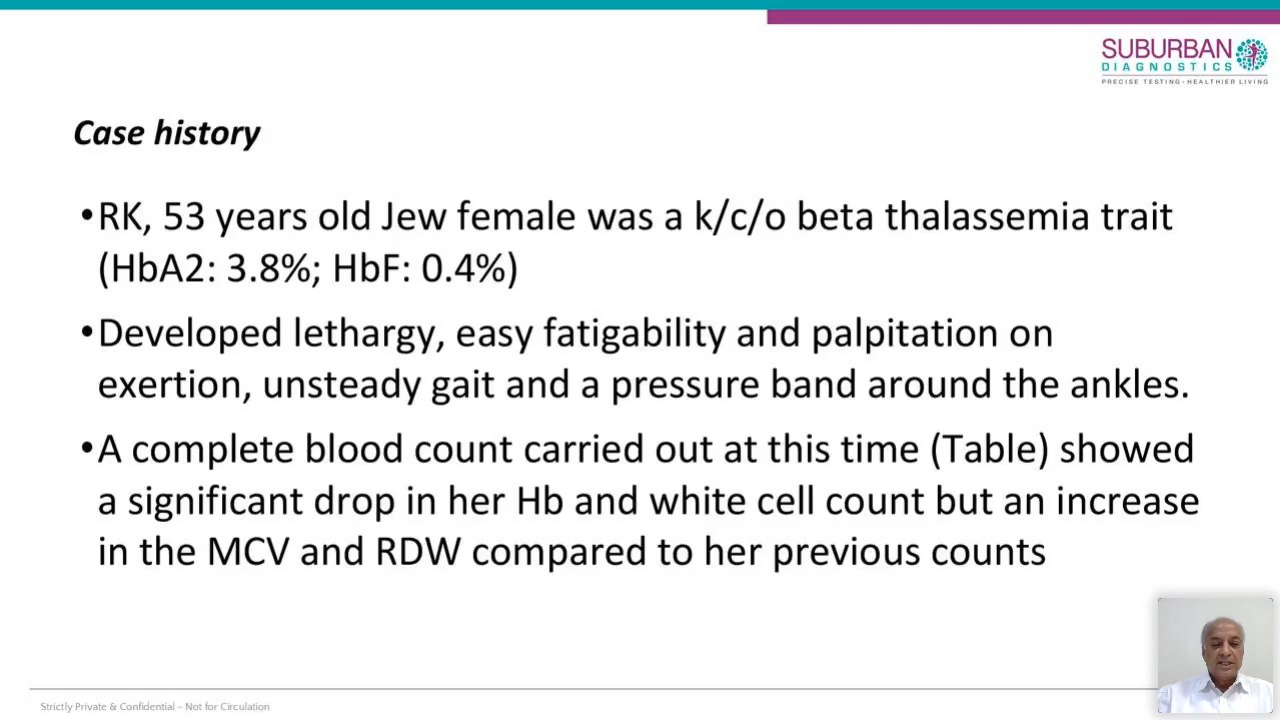 SUBURBAN
DIAGNOSTICS
PRECISE TESTING-HEALTHIER LIVING
Case history
•RK, 53 years old Jew female was a k/c/o beta thalassemia trait
(HbA2: 3.8%; HbF: 0.4%)
•Developed lethargy, easy fatigability and palpitation on
exertion, unsteady gait and a pressure band around the ankles.
•A complete blood count carried out at this time (Table) showed
a significant drop in her Hb and white cell count but an increase
in the MCV and RDW compared to her previous counts
Strictly Private & Confidential – Not for Circulation